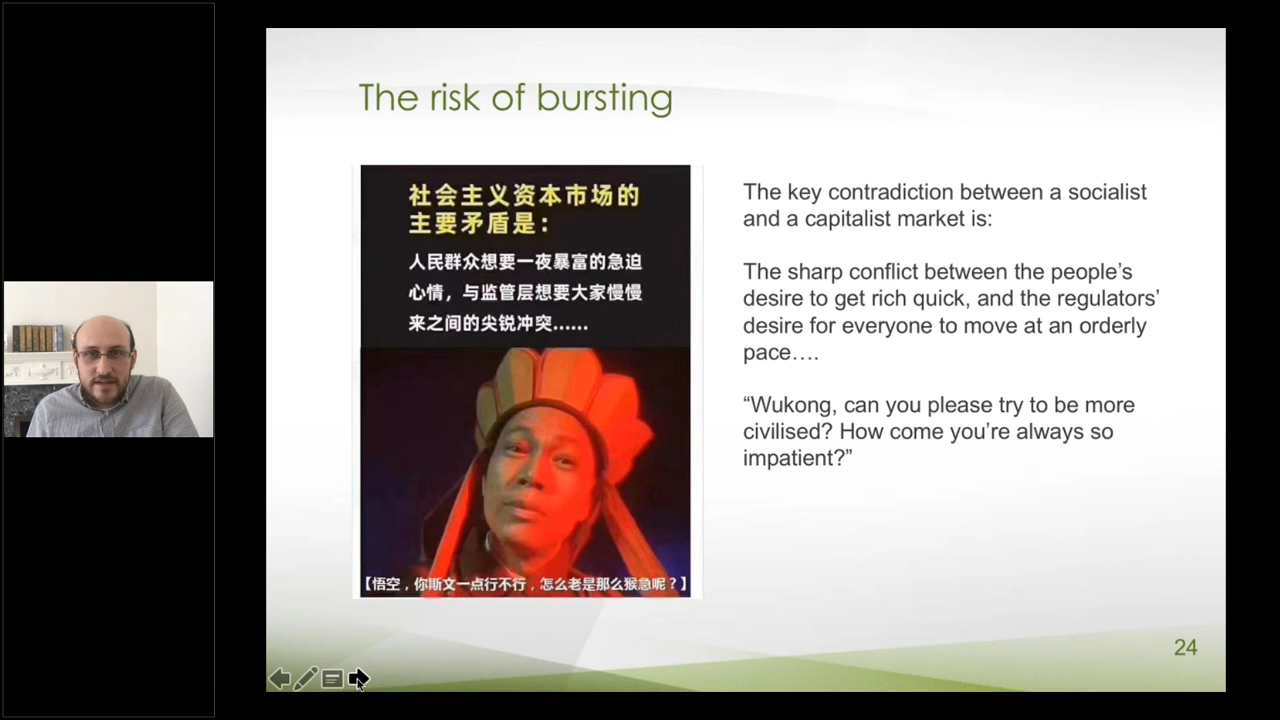 The risk of bursting
社会主义资本市场的
主要矛盾是：
人民群众想要一夜暴富的急迫
心情，与监管层想要大家慢慢
来之间的尖锐冲突......
【悟空，你斯文一点行不行，怎么老是那么猴急呢？】
The key contradiction between a socialist
and a capitalist market is:
The sharp conflict between the people’s
desire to get rich quick, and the regulators’
desire for everyone to move at an orderly
pace….
“Wukong, can you please try to be more
civilised? How come you’re always so
impatient?”
24